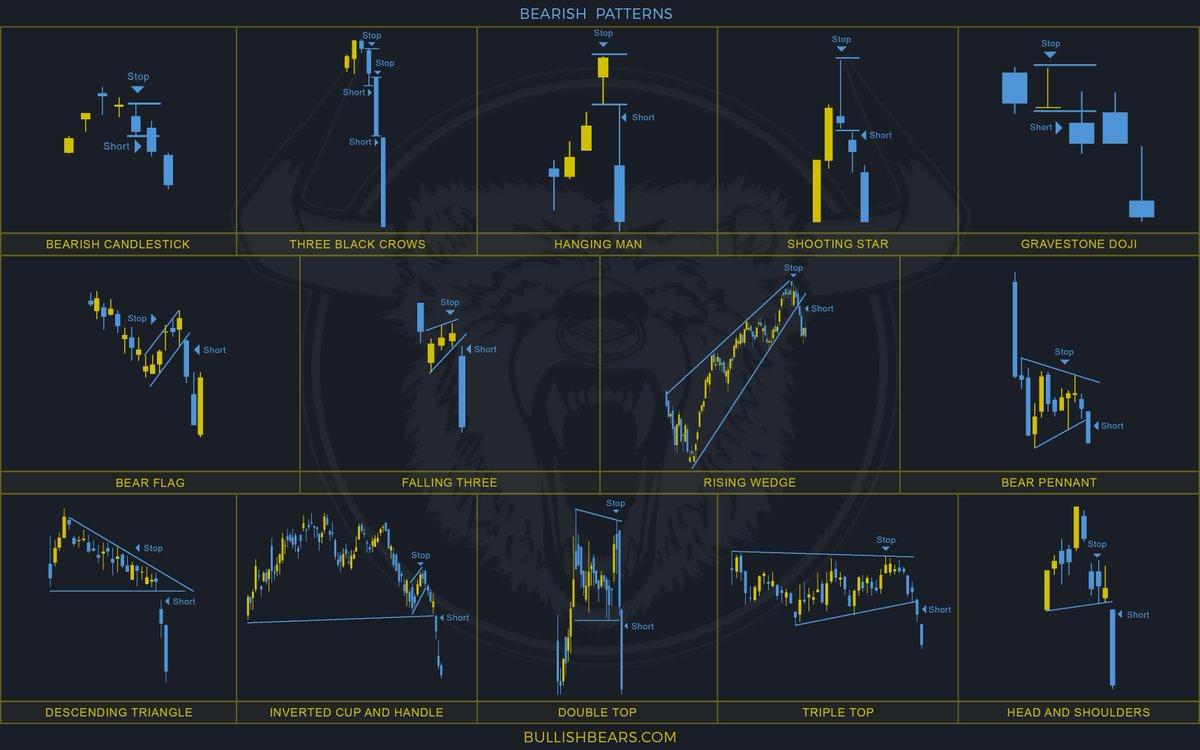 BEARISH PATTERNS
Stop
Short
BEARISH CANDLESTICK
Stop
Stop
Short
Short
THREE BLACK CROWS
Stop
Short
HANGING MAN
Stop
Short
SHOOTING STAR
Stop
Short
GRAVESTONE DOJI
Stop
Short
BEAR FLAG
Stop
Short
FALLING THREE
Stop
Short
RISING WEDGE
Stop
Short
BEAR PENNANT
Stop
Short
DESCENDING TRIANGLE
Stop
Short
INVERTED CUP AND HANDLE
Stop
Short
DOUBLE TOP
Stop
Short
TRIPLE TOP
Stop
Short
HEAD AND SHOULDERS
BULLISHBEARS.COM